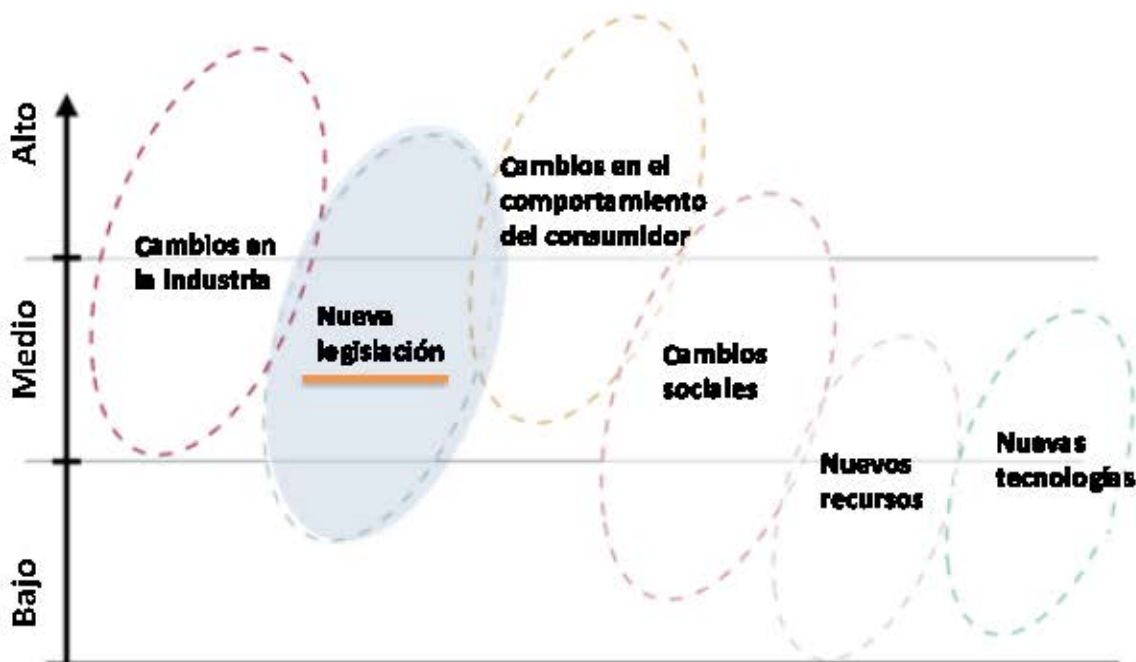 Alto
Medio
Bajo
Cambios en
la industria
Nueva
legislación
Cambios en el
comportamiento
del consumidor
Cambios
sociales
Nuevos
recursos
Nuevas
tecnologías